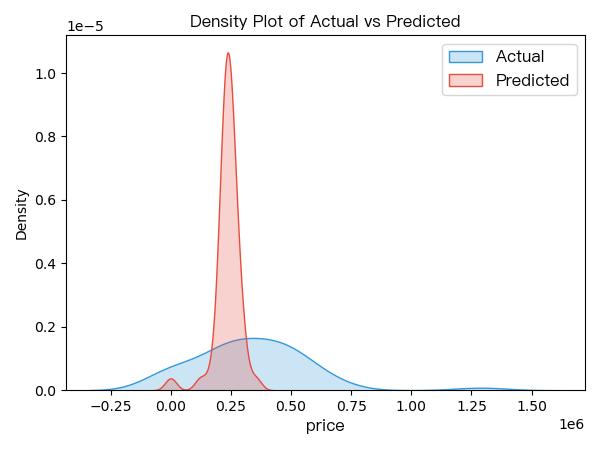 Density Plot of Actual vs Predicted
1e−5
Actual
Predicted
1.0
0.8
0.6
0.4
0.2
0.0
Density
−0.25 0.00 0.25 0.50 0.75 1.00 1.25 1.50
1e6
price